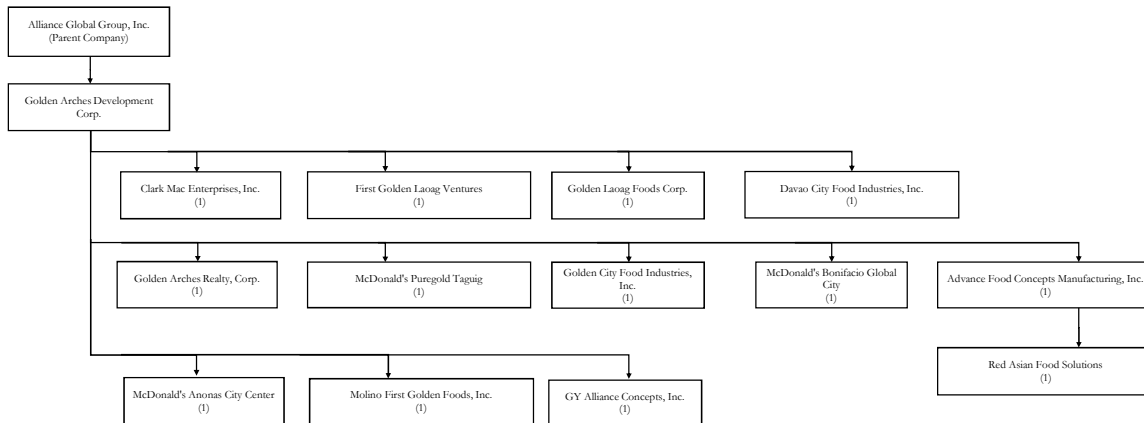 Alliance Global Group, Inc.
(Parent Company)
Golden Arches Development
Corp.
Clark Mac Enterprises, Inc.
(1)
First Golden Laoag Ventures
(1)
Golden Laoag Foods Corp.
(1)
Davao City Food Industries, Inc.
(1)
Golden Arches Realty, Corp.
(1)
McDonald's Puregold Taguig
(1)
Golden City Food Industries,
Inc.
(1)
McDonald's Bonifacio Global
City
(1)
Advance Food Concepts Manufacturing, Inc.
(1)
Red Asian Food Solutions
(1)
McDonald's Anonas City Center
(1)
Molino First Golden Foods, Inc.
(1)
GY Alliance Concepts, Inc.
(1)